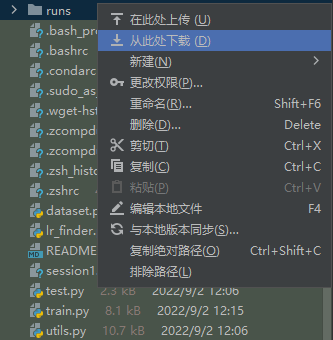 runs
在此处上传 (U)
从此处下载 (D)
新建(N)
更改权限(P)...
重命名(R)... Shift+F6
删除(D)... Delete
剪切(T) Ctrl+X
复制(C) Ctrl+C
粘贴(P) Ctrl+V
编辑本地文件 F4
与本地版本同步(S)...
复制绝对路径(O) Ctrl+Shift+C
排除路径(L)
.bash_pro
.bashrc
.condarc
.sudo_as_
.wget-hst
.zcompd
.zcompd
.zsh_histo
.zshrc
dataset.p
lr_finder.
README
session1.
test.py 2.3 kB 2022/9/2 12:06
train.py 8.1 kB 2022/9/2 12:15
utils.py 10.7 kB 2022/9/2 12:06